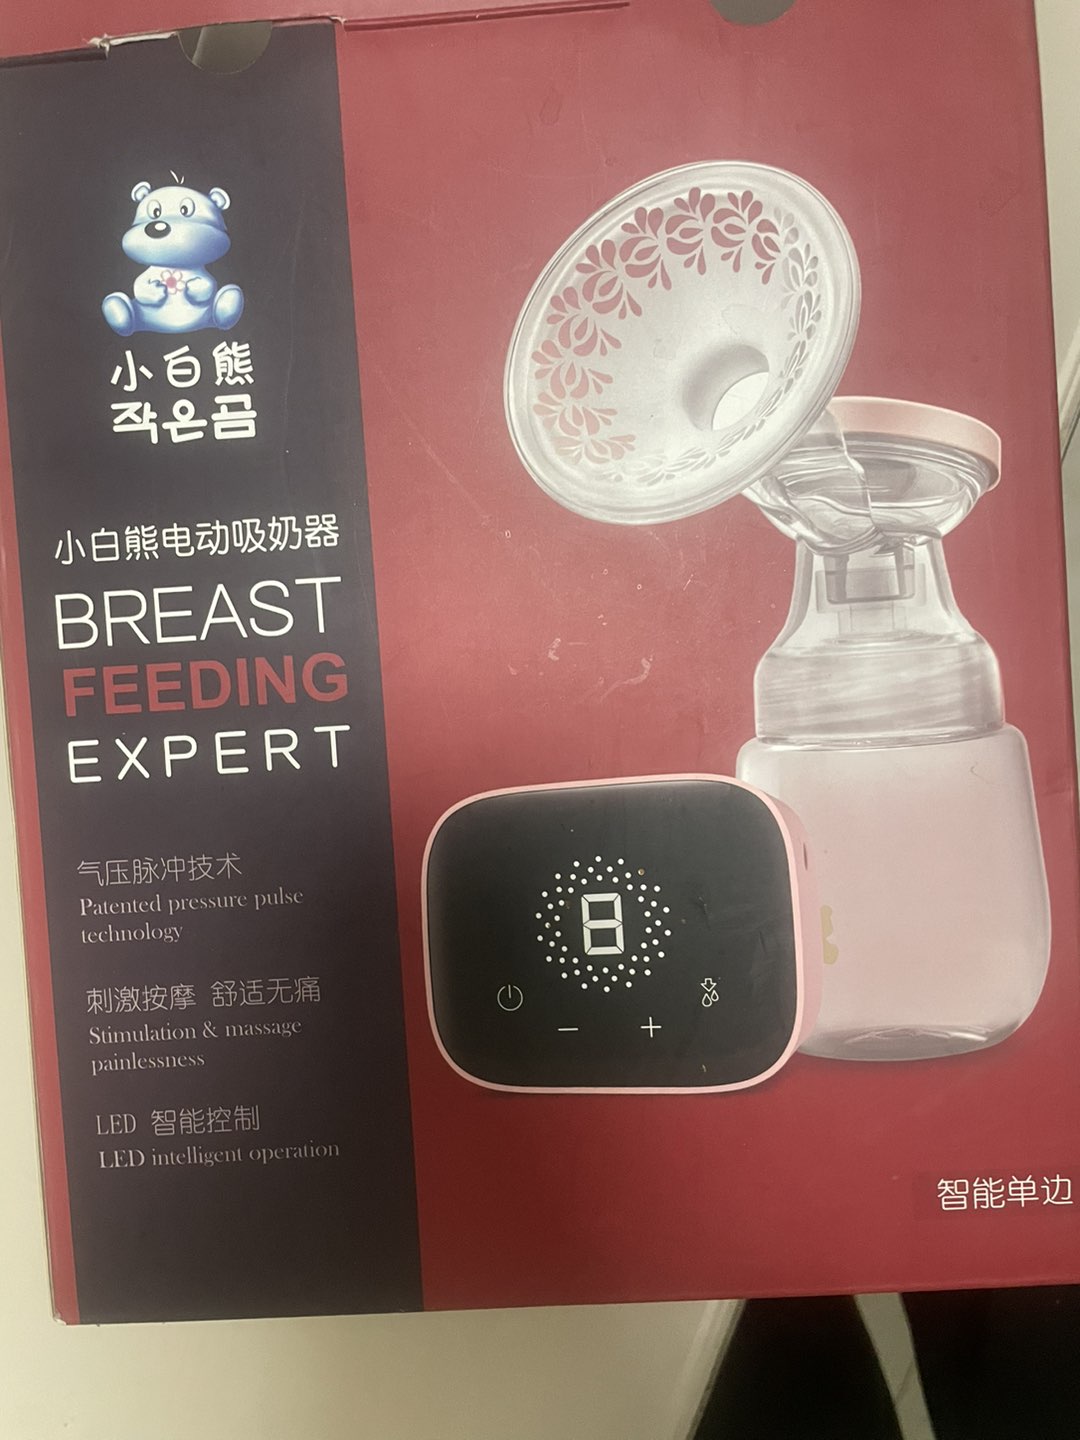 小白熊
작은곰
小白熊电动吸奶器
BREAST
FEEDING
EXPERT
气压脉冲技术
Patented pressure pulse
technology
刺激按摩 舒适无痛
Stimulation & massage
painlessness
LED 智能控制
LED intelligent operation
8
智能单边